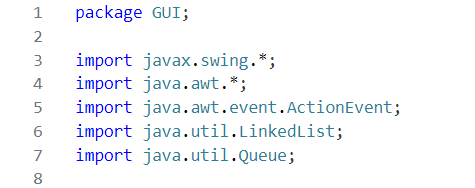 1 package GUI;
2
3 import javax.swing.*;
4 import java.awt.*;
5 import java.awt.event.ActionEvent;
6 import java.util.LinkedList;
7 import java.util.Queue;
8